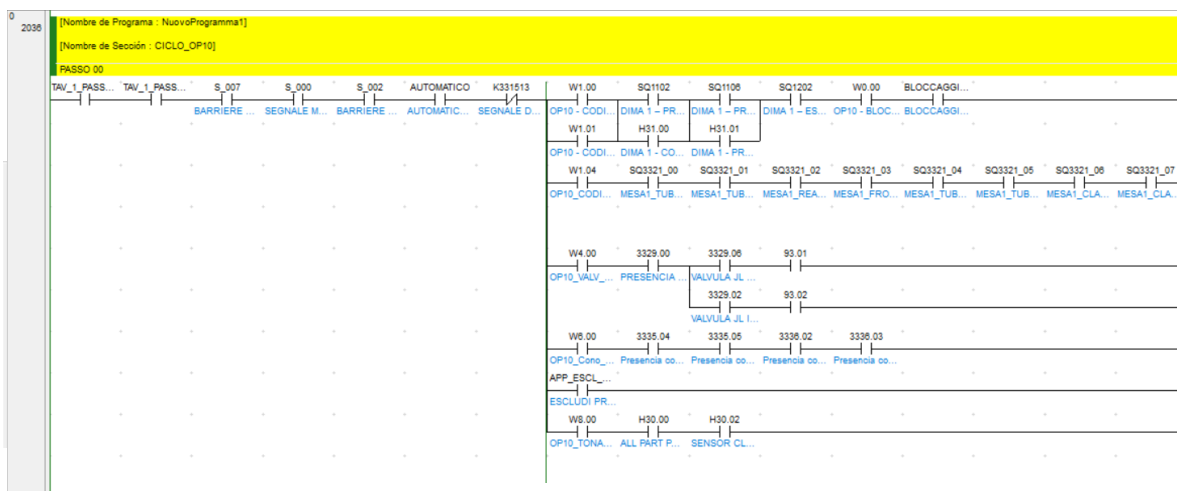 0
2036
[Nombre de Programa : NuovoProgramma1]
[Nombre de Sección : CICLO_OP10]
PASSO 00
TAV_1_PASS... TAV_1_PASS... S_007 S_000 S_002 AUTOMATICO K331513 W1.00 SQ1102 SQ1106 SQ1202 W0.00 BLOCCAGGI...
BARRIERE ... SEGNALE M... BARRIERE ... AUTOMATIC... SEGNALE D... OP10 - CODI... DIMA 1 – PR... DIMA 1 – PR... DIMA 1 – ES... OP10 - BLOC... BLOCCAGGI...
W1.01 H31.00 H31.01
OP10 - CODI... DIMA 1 - CO... DIMA 1 - PR...
W1.04 SQ3321_00 SQ3321_01 SQ3321_02 SQ3321_03 SQ3321_04 SQ3321_05 SQ3321_06 SQ3321_07
OP10_CODI... MESA1_TUB... MESA1_TUB... MESA1_REA... MESA1_FRO... MESA1_TUB... MESA1_TUB... MESA1_CLA... MESA1_CLA...
W4.00 3329.00 3329.06 93.01
OP10_VALV_... PRESENCIA ... VALVULA JL ...
3329.02 93.02
VALVULA JL I...
W6.00 3335.04 3335.05 3336.02 3336.03
OP10_Cono_... Presencia co... Presencia co... Presencia co... Presencia co...
APP_ESCL_...
ESCLUDI PR...
W8.00 H30.00 H30.02
OP10_TONA... ALL PART P... SENSOR CL...